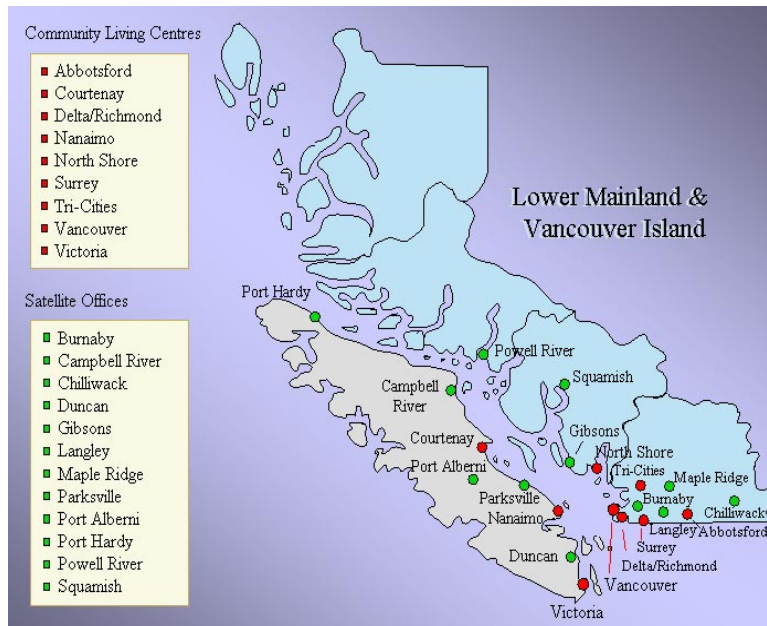 Community Living Centres
Abbotsford
Courtenay
Delta/Richmond
Nanaimo
North Shore
Surrey
Tri-Cities
Vancouver
Victoria
Satellite Offices
Burnaby
Campbell River
Chilliwack
Duncan
Gibsons
Langley
Maple Ridge
Parksville
Port Alberni
Port Hardy
Powell River
Squamish
Lower Mainland &
Vancouver Island
Port Hardy
Powell River
Campbell
River
Squamish
Courtenay
Gibsons
North Shore
Port Alberni
Tri-Cities
Maple Ridge
Parksville
Burnaby
Nanaimo
Chilliwack
Langley
Abbotsford
Surrey
Duncan
Delta/Richmond
Vancouver
Victoria